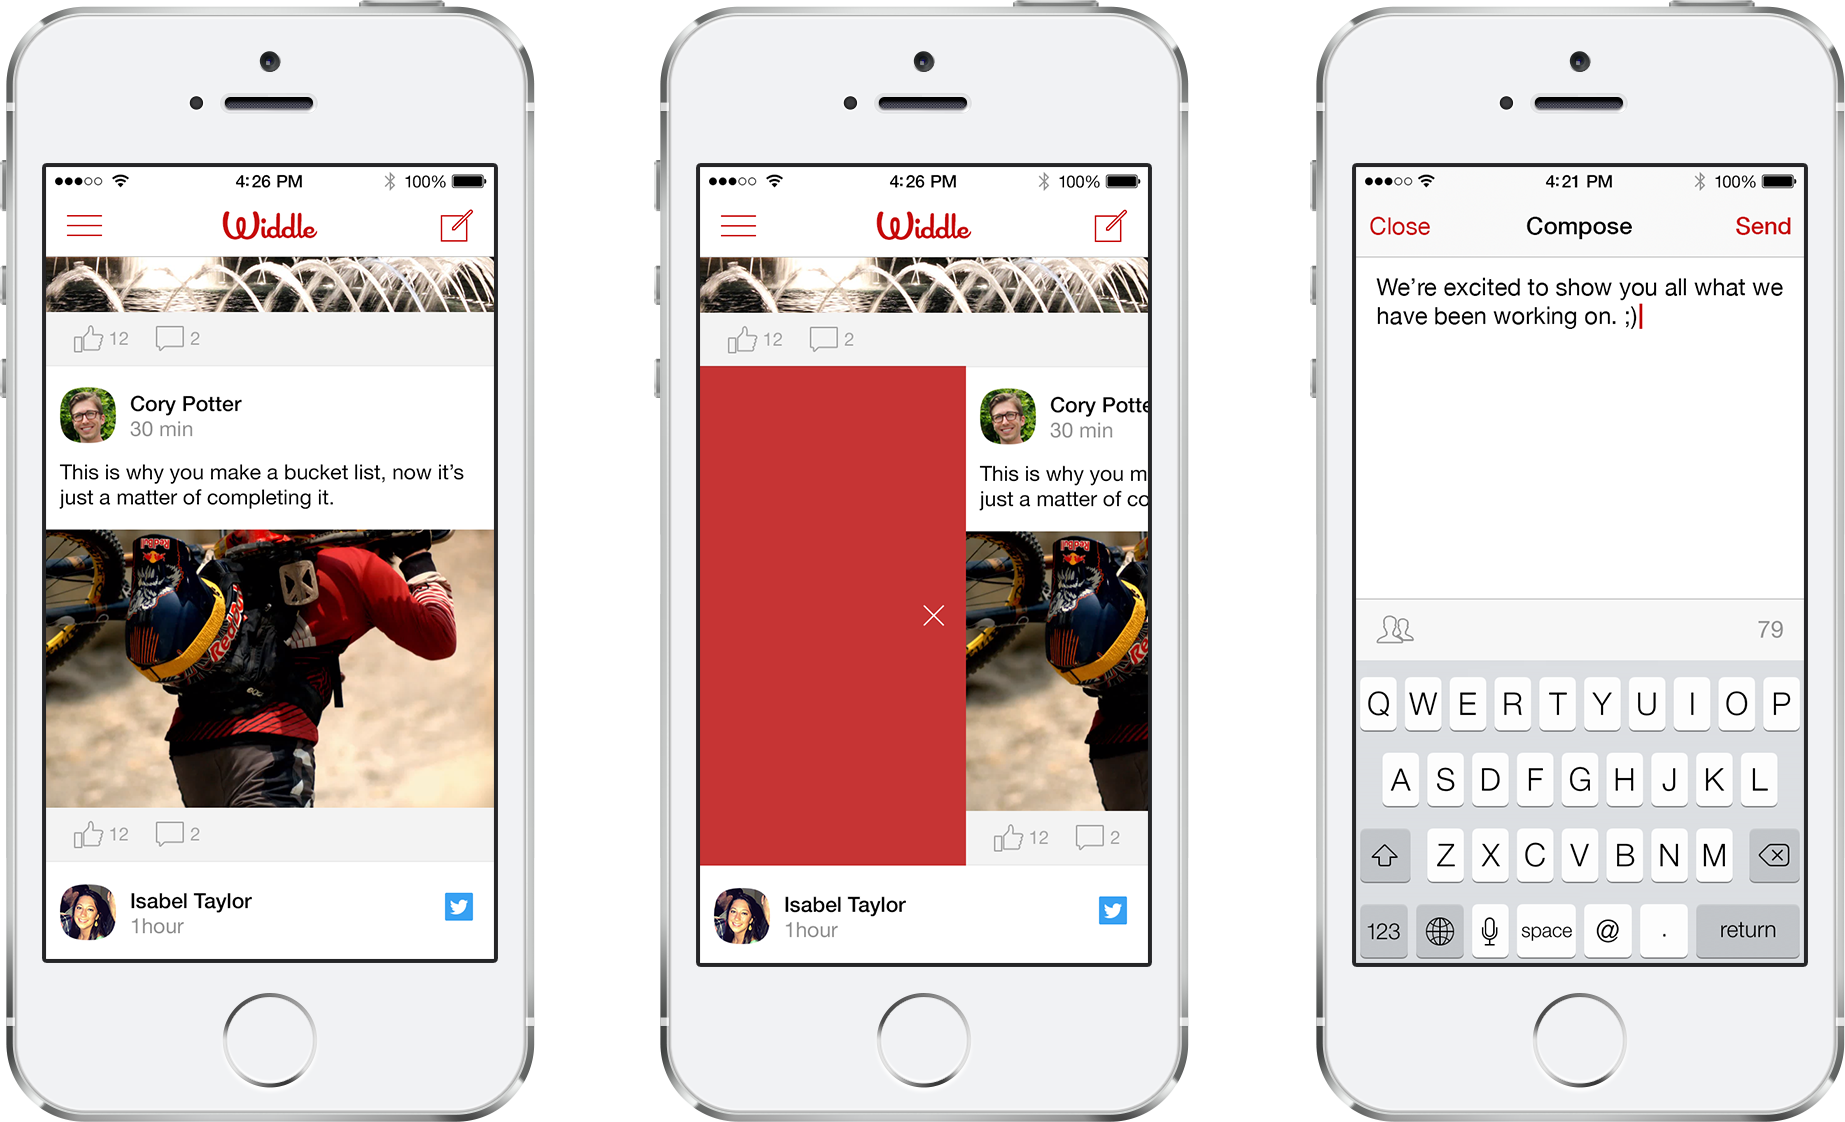 4:26 PM
100%
Widdle
12
2
Cory Potter
30 min
This is why you make a bucket list, now it's
just a matter of completing it.
RedBull
RedBull
12
2
Isabel Taylor
1hour
4:26 PM
100%
Widdle
12
2
Cory Potte
30 min
This is why you m
just a matter of co
RedBull
12
2
Isabel Taylor
1hour
4:21 PM
100%
Close
Compose
Send
We're excited to show you all what we
have been working on. ;)
79
Q W E R T Y U I O P
A S D F G H J K L
Z X C V B N M
123 space @ . return